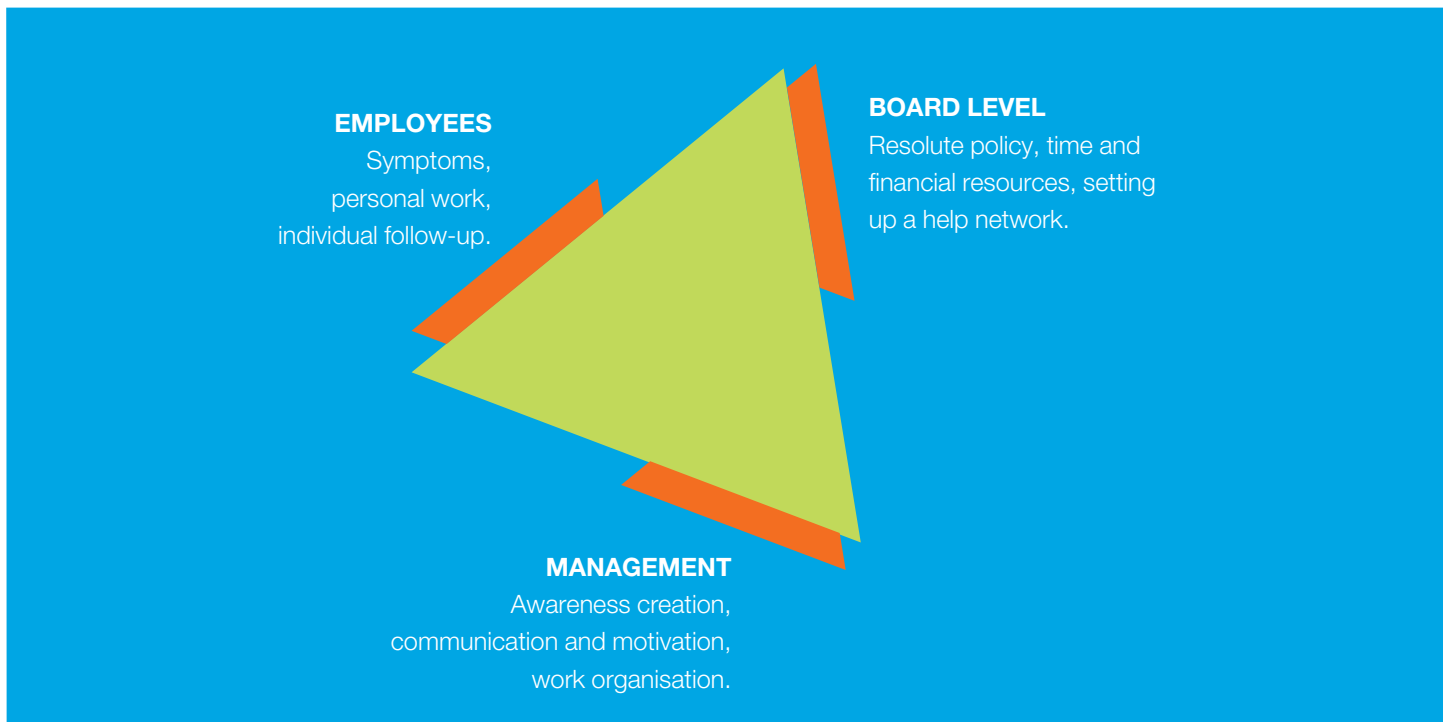 EMPLOYEES
Symptoms,
personal work,
individual follow-up.
BOARD LEVEL
Resolute policy, time and
financial resources, setting
up a help network.
MANAGEMENT
Awareness creation,
communication and motivation,
work organisation.